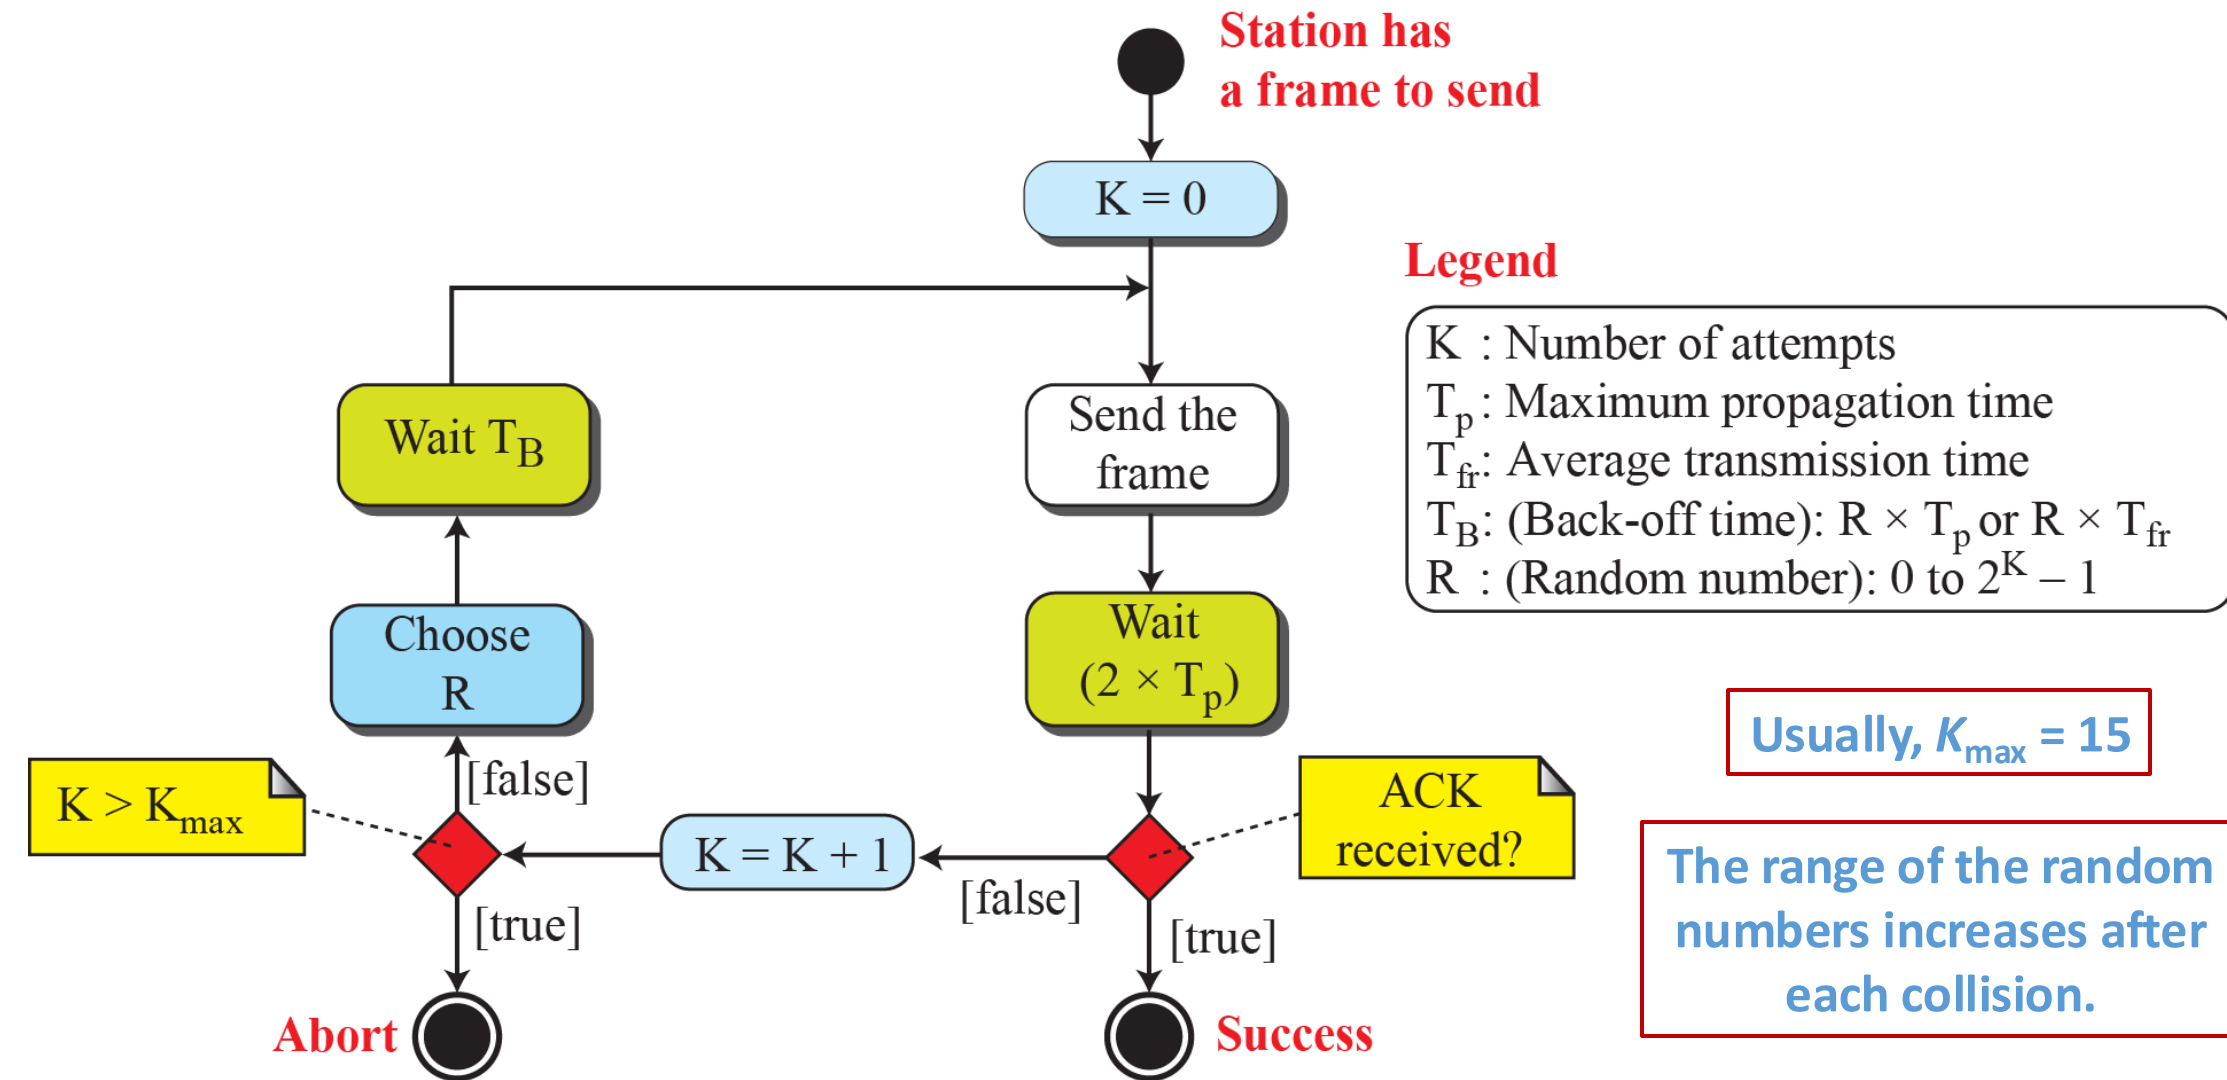 Station has
a frame to send
K = 0
Legend
K : Number of attempts
Tp: Maximum propagation time
Tfr: Average transmission time
TB: (Back-off time): R × Tp or R × Tfr
R : (Random number): 0 to 2^K – 1
Wait TB
Send the
frame
Choose
R
Wait
(2 × Tp)
Usually, Kmax = 15
K > Kmax
[false]
K = K + 1
[false]
ACK
received?
[true]
[true]
The range of the random
numbers increases after
each collision.
Abort
Success